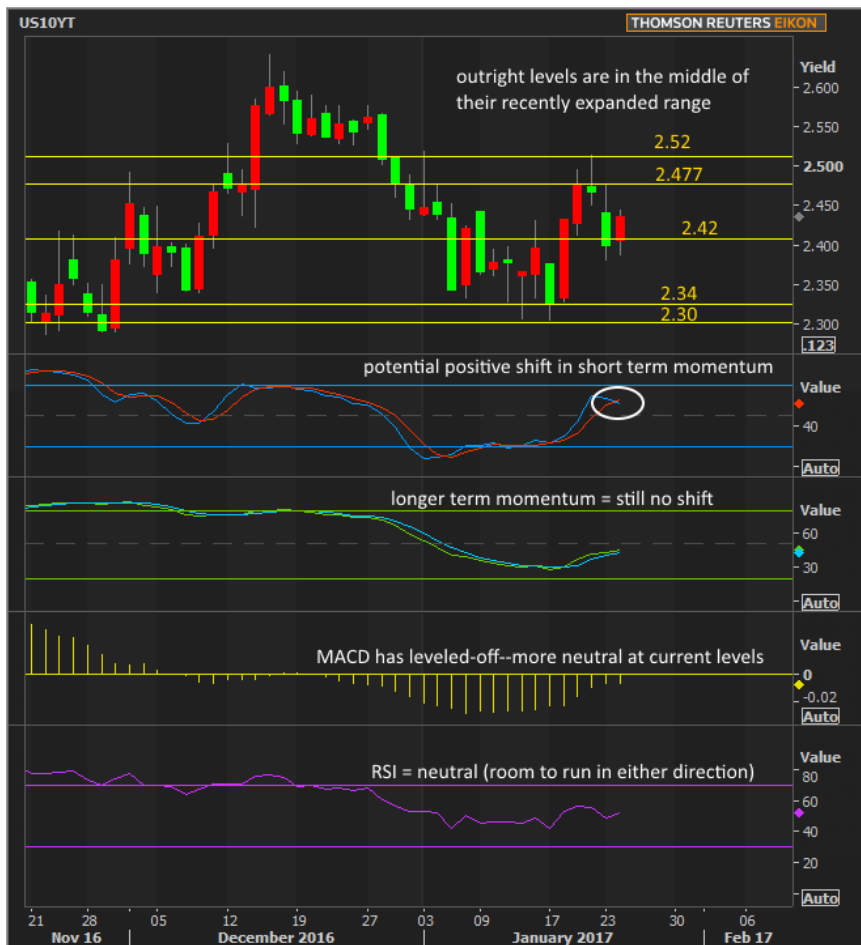 US10YT
THOMSON REUTERS EIKON
Yield
outright levels are in the middle of
their recently expanded range
2.600
2.550
2.52
2.500
2.477
2.450
2.42
2.400
2.350
2.34
2.30
2.300
.123
potential positive shift in short term momentum
Value
40
Auto
longer term momentum = still no shift
Value
60
30
Auto
MACD has leveled-off--more neutral at current levels
Value
0
-0.02
Auto
RSI = neutral (room to run in either direction)
Value
80
60
40
20
Auto
21 28 05 12 19 27 03 09 17 23 30 06
Nov 16 December 2016 January 2017 Feb 17